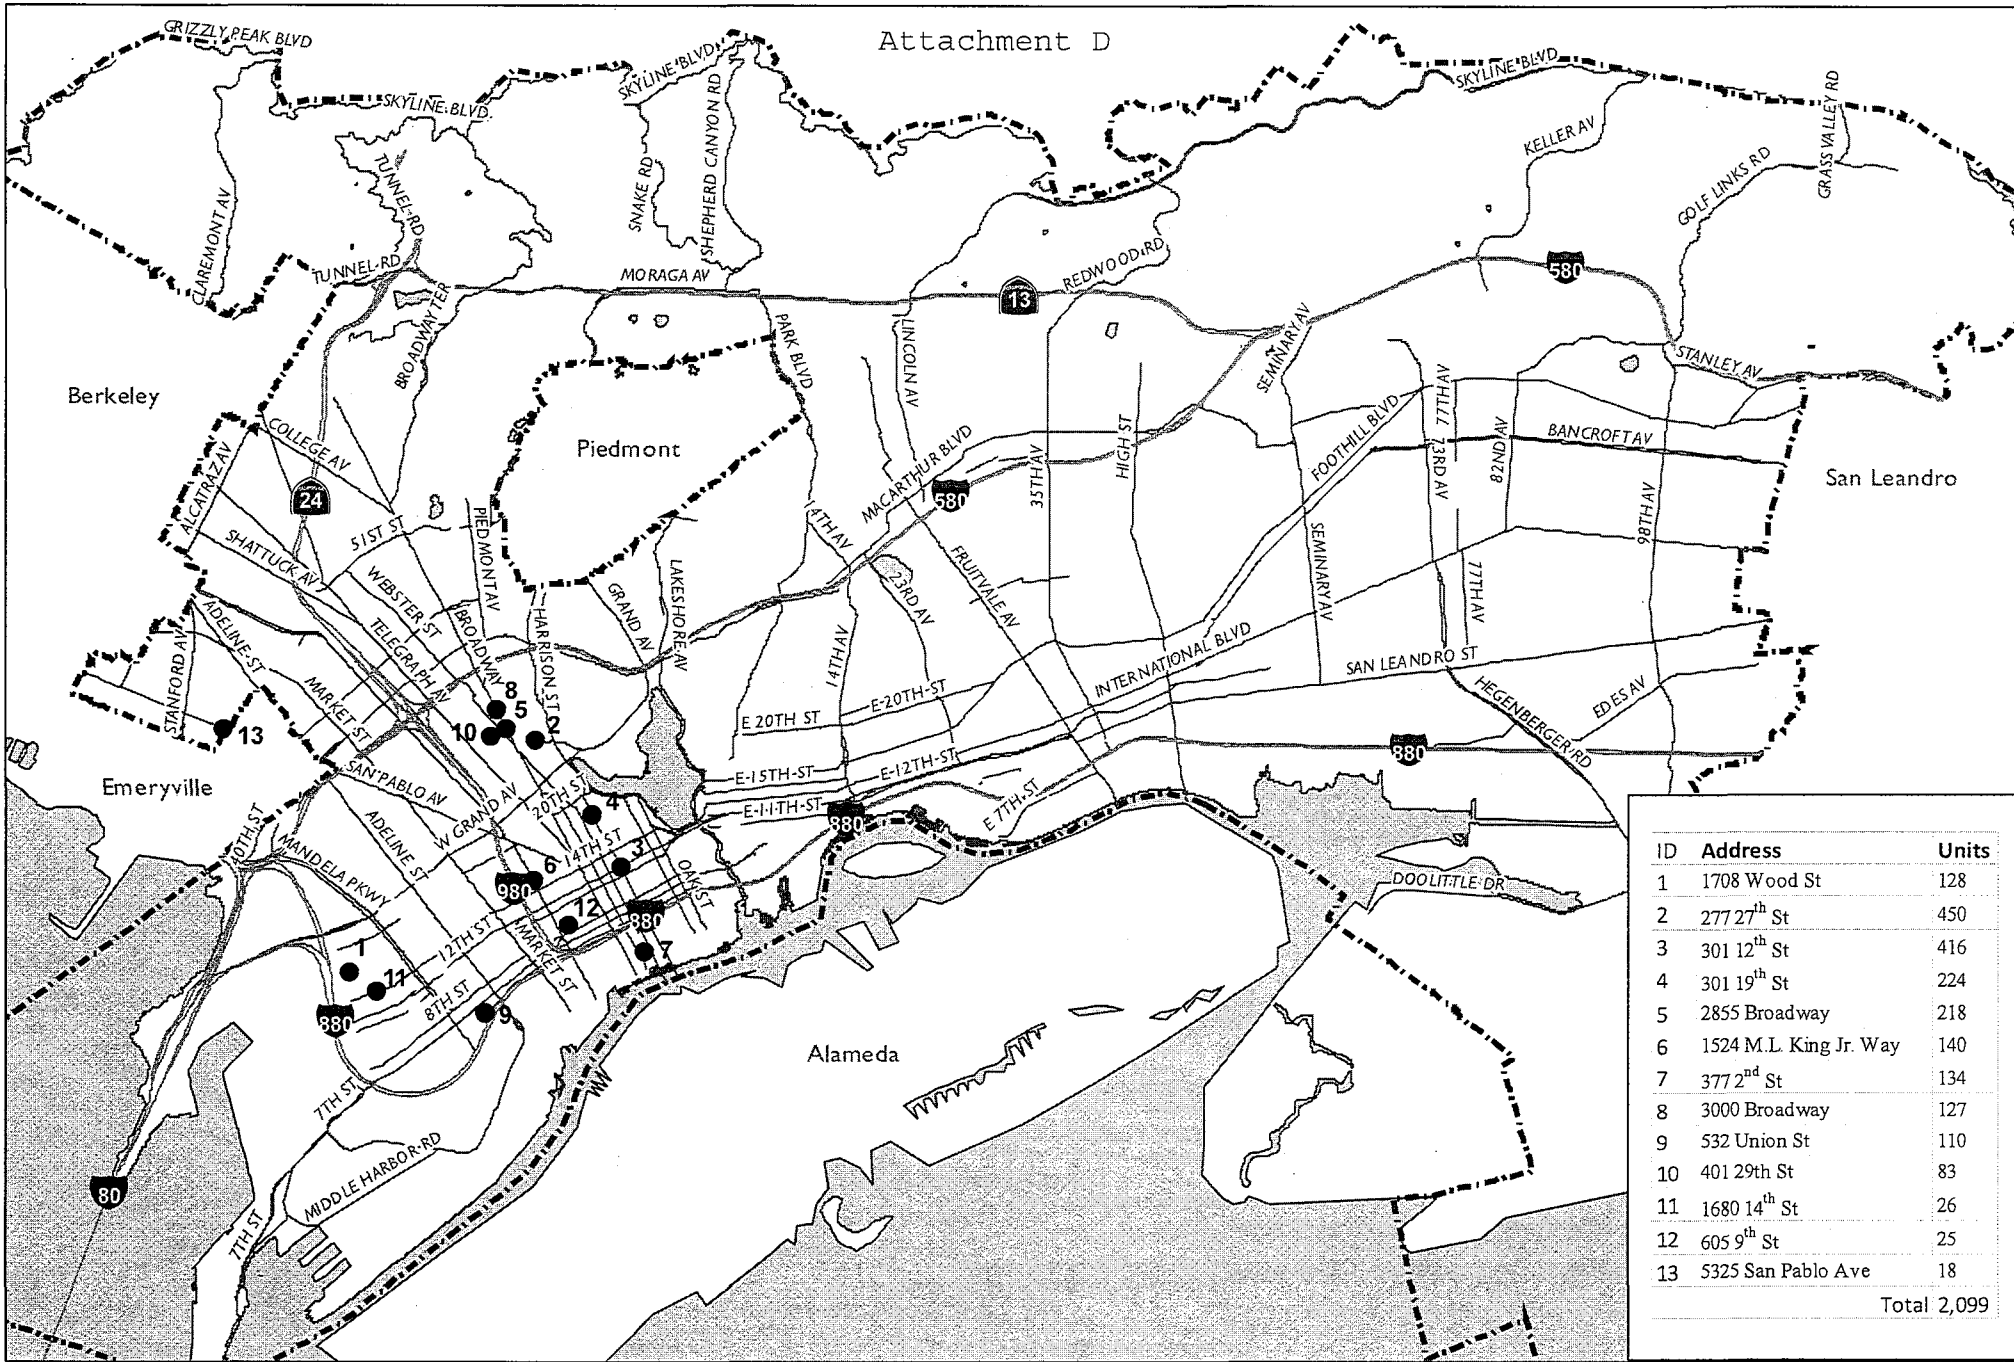 Attachment D
GRIZZLY PEAK BLVD
SKYLINE BLVD
SKYLINE BLVD
SKYLINE BLVD
GRASS VALLEY RD
KELLER AV
GOLF LINKS RD
CLAREMONT AV
TUNNEL RD
SNAKE RD
SHEPHERD CANYON RD
TUNNEL RD
MORAGA AV
REDWOOD RD
13
580
BROADWAY TER
PARK BLVD
LINCOLN AV
SEMINARY AV
STANLEY AV
Berkeley
Piedmont
San Leandro
COLLEGE AV
ALCATRAZ AV
24
MACARTHUR BLVD
580
35TH AV
HIGH ST
FOOTHILL BLVD
77TH AV
73RD AV
82ND AV
BANCROFT AV
98TH AV
SHATTUCK AV
51ST ST
PIEDMONT AV
14TH AV
WEBSTER ST
TELEGRAPH AV
BROADWAY
HARRISON ST
GRAND AV
LAKESHORE AV
23RD AV
FRUITVALE AV
SEMINARY AV
77TH AV
ADELINE ST
STANFORD AV
MARKET ST
14TH AV
INTERNATIONAL BLVD
SAN LEANDRO ST
HEGENBERGER RD
EDES AV
E 20TH ST
E-20TH-ST
8
5
10
2
13
880
Emeryville
SAN PABLO AV
E-15TH-ST
E-12TH-ST
E-11TH-ST
E 7TH ST
880
W GRAND AV
20TH ST
4
40TH ST
MANDELA PKWY
ADELINE ST
14TH ST
3
6
980
OAK ST
12
880
12TH ST
MARKET ST
7
1
11
880
8TH ST
9
DOOLITTLE DR
Alameda
7TH ST
MIDDLE HARBOR RD
80
7TH ST
ID Address Units
1 1708 Wood St 128
2 277 27th St 450
3 301 12th St 416
4 301 19th St 224
5 2855 Broadway 218
6 1524 M.L. King Jr. Way 140
7 377 2nd St 134
8 3000 Broadway 127
9 532 Union St 110
10 401 29th St 83
11 1680 14th St 26
12 605 9th St 25
13 5325 San Pablo Ave 18
Total 2,099